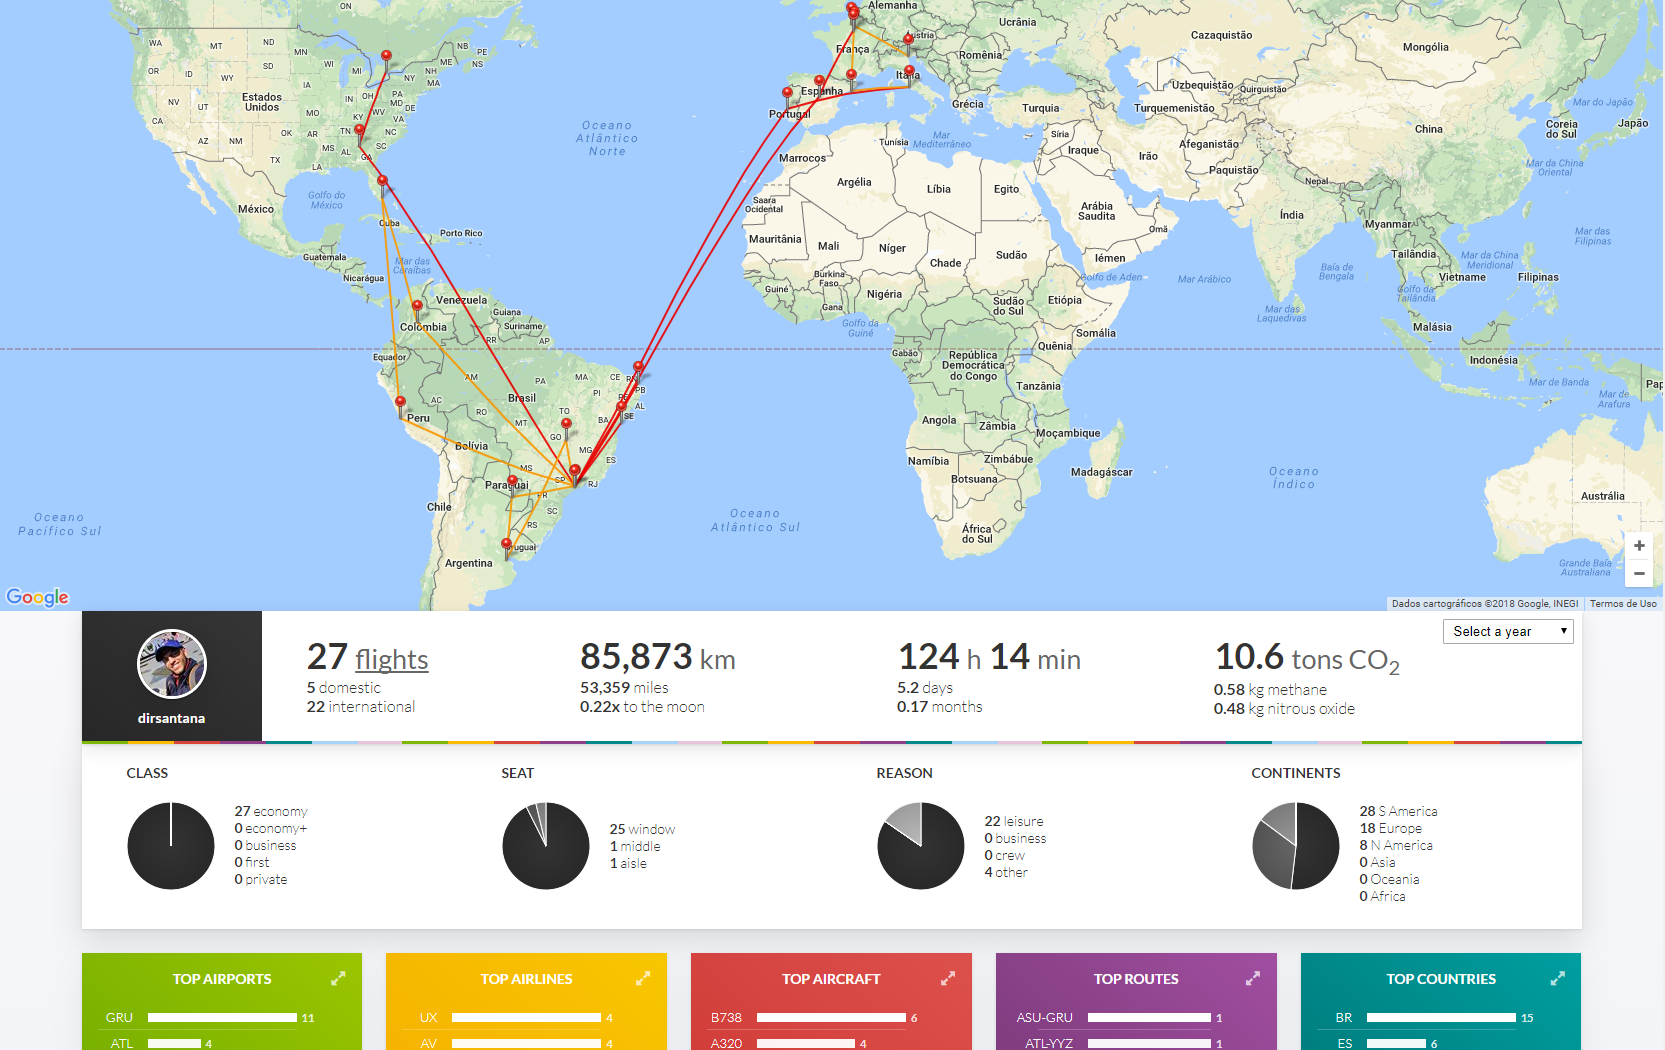 ON
Alemanha
Ucrânia
Cazaquistão
Mongólia
WA
MT
ND
MN
NB
PE
Austria
França
Romênia
OR
ID
SD
WI
MI
ME
NS
WY
IA
NY
NH
MA
Itália
Uzbequistão
Quirguistão
NV
UT
Estados
Unidos
IN
OH
PA
MD
DE
Espanha
Grécia
Turquia
Turquemenistão
Mar do Japão
CA
KY
WV
VA
Portugal
China
Coreia
do Sul
Japão
AZ
NM
OK
AR
TN
NC
Oceano
Atlântico
Norte
Síria
Afeganistão
TX
MS
AL
SC
GA
LA
Tunísia
Mar
Mediterrâneo
Iraque
Irão
Marrocos
Paquistão
Mar da China
Oriental
Golfo do
México
Argélia
Líbia
Egito
Nepal
México
Cuba
Saara
Ocidental
Arábia
Saudita
Índia
Myanmar
Porto Rico
Mauritânia
Mali
Níger
Omã
Mar das
Filipinas
Guatemala
Mar das
Caraíbas
Chade
Sudão
Iémen
Tailândia
Mar da China
Meridional
Nicarágua
Burkina
Faso
Golfo de Aden
Mar Arábico
Baía de
Bengala
Vietname
Filipinas
Venezuela
Guiné
Nigéria
Gana
Sudão
do Sul
Etiópia
Golfo da
Tailândia
Guiana
Suriname
Colômbia
Golfo da
Guiné
Mar das
Laquedivas
Malásia
RR
AP
Somália
Equador
Gabão
República
Democrática
do Congo
Quênia
Indonésia
AM
PA
MA
CE
RN
Tanzânia
Mar de Banda
Pap
AC
Brasil
PI
PB
PE
AL
Mar de
Arafura
Peru
RO
TO
BA
SE
Angola
Zâmbia
Moçambique
MT
GO
Bolívia
MG
Namíbia
Zimbábue
MS
ES
Botsuana
Madagáscar
Oceano
Índico
Paraguai
SP
RJ
PR
Austrália
Chile
SC
Oceano
Pacífico Sul
RS
Oceano
Atlântico Sul
África
do Sul
Uruguai
Argentina
Grande Baía
Australiana
+
−
Google
Dados cartográficos ©2018 Google, INEGI
Termos de Uso
Select a year
27 flights
5 domestic
22 international
85,873 km
53,359 miles
0.22x to the moon
124 h 14 min
5.2 days
0.17 months
10.6 tons CO2
0.58 kg methane
0.48 kg nitrous oxide
dirsantana
CLASS
27 economy
0 economy+
0 business
0 first
0 private
SEAT
25 window
1 middle
1 aisle
REASON
22 leisure
0 business
0 crew
4 other
CONTINENTS
28 S America
18 Europe
8 N America
0 Asia
0 Oceania
0 Africa
TOP AIRPORTS
GRU 11
ATL 4
TOP AIRLINES
UX 4
AV 4
TOP AIRCRAFT
B738 6
A320 4
TOP ROUTES
ASU-GRU 1
ATL-YYZ 1
TOP COUNTRIES
BR 15
ES 6